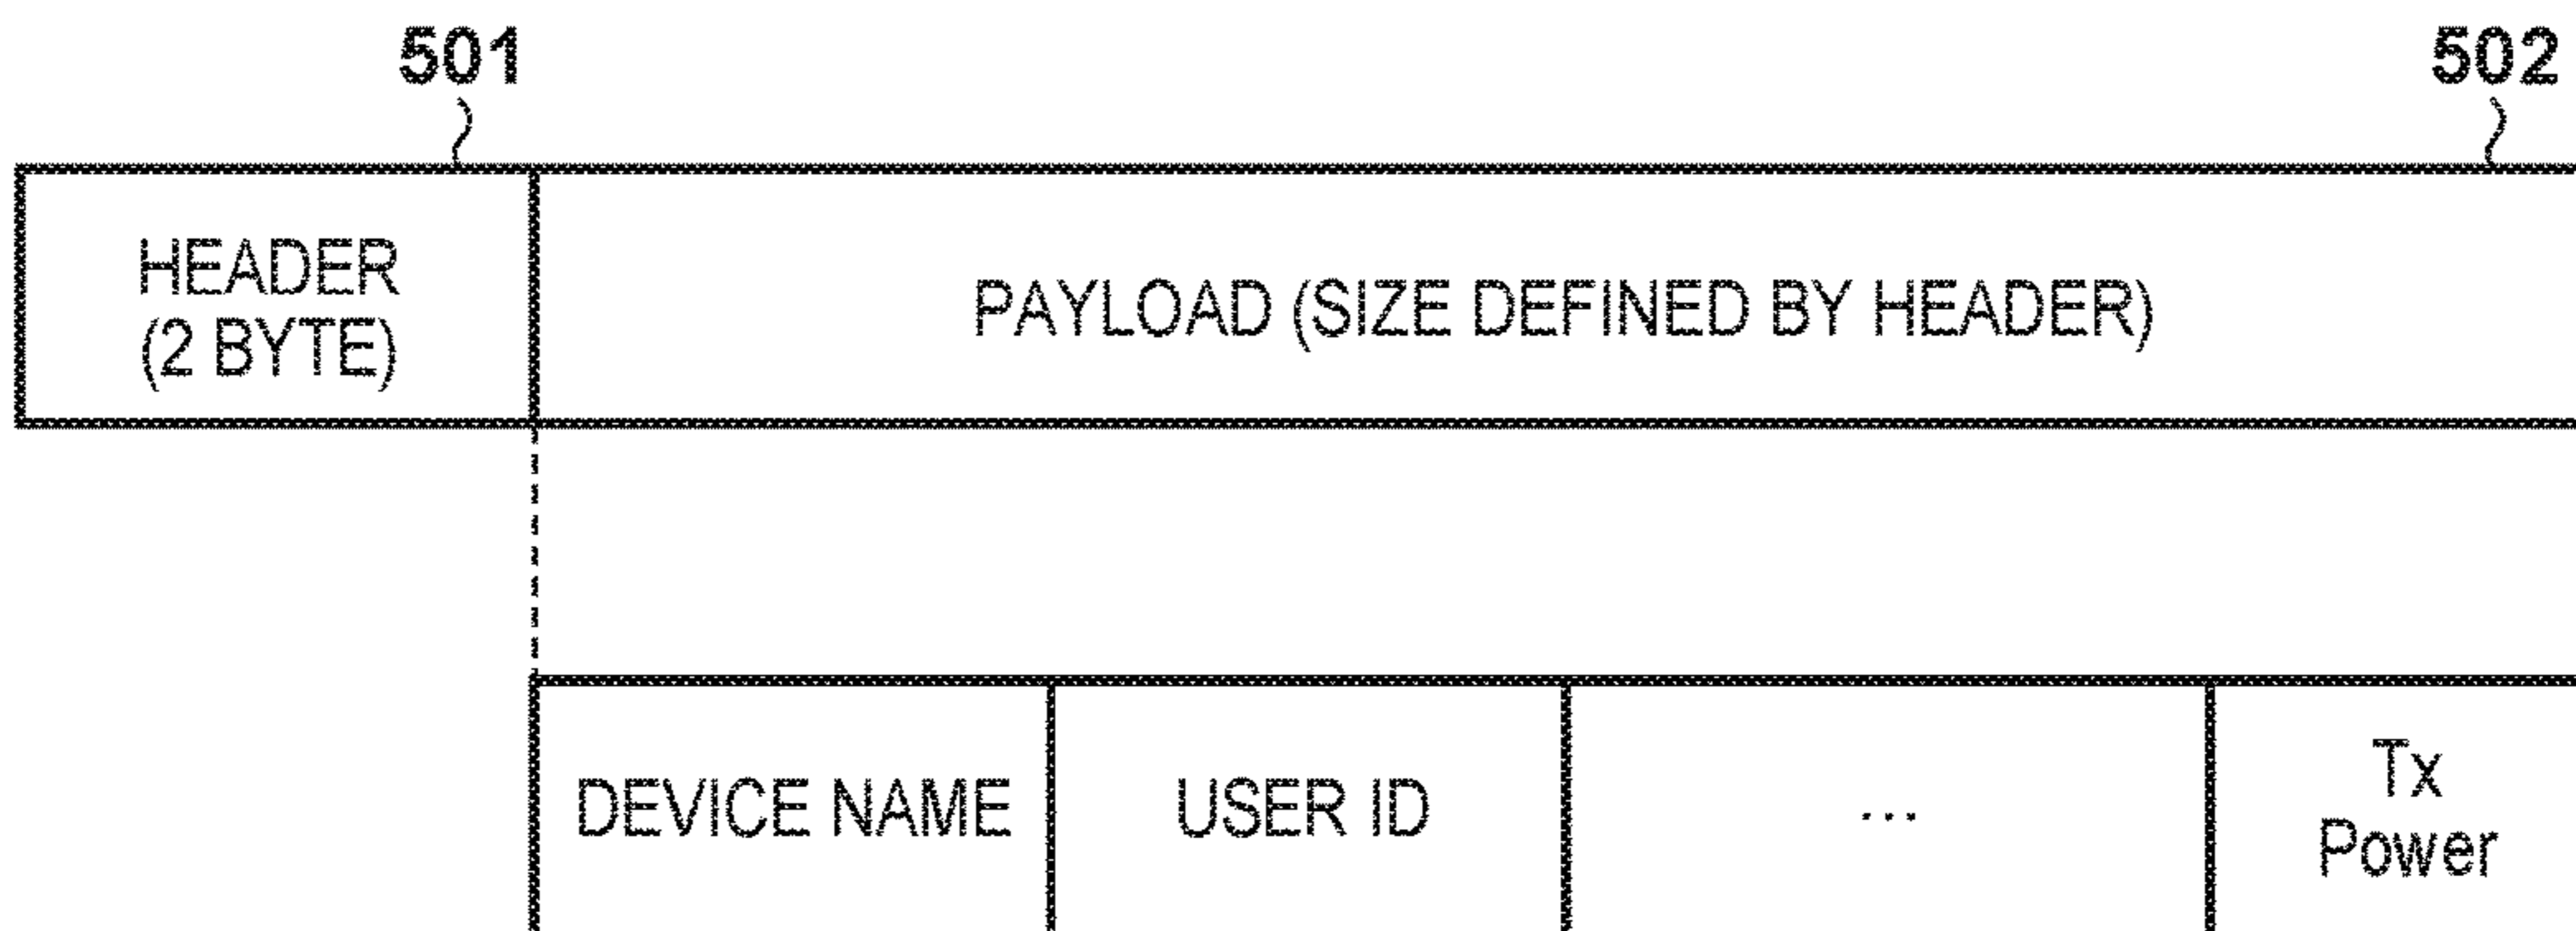 501
502
HEADER
(2 BYTE)
PAYLOAD (SIZE DEFINED BY HEADER)
DEVICE NAME
USER ID
...
Tx
Power